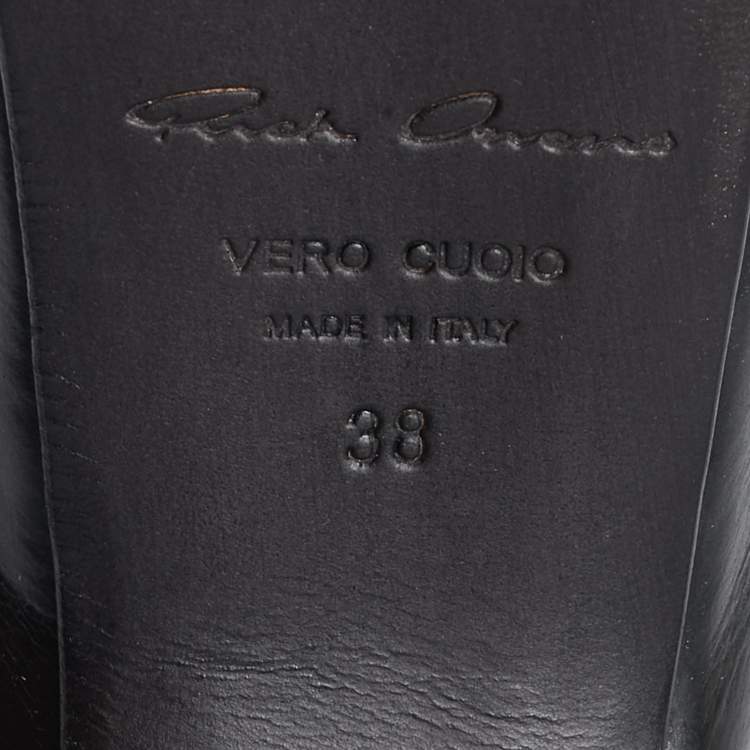 Rick Owens
VERO CUOIO
MADE IN ITALY
38